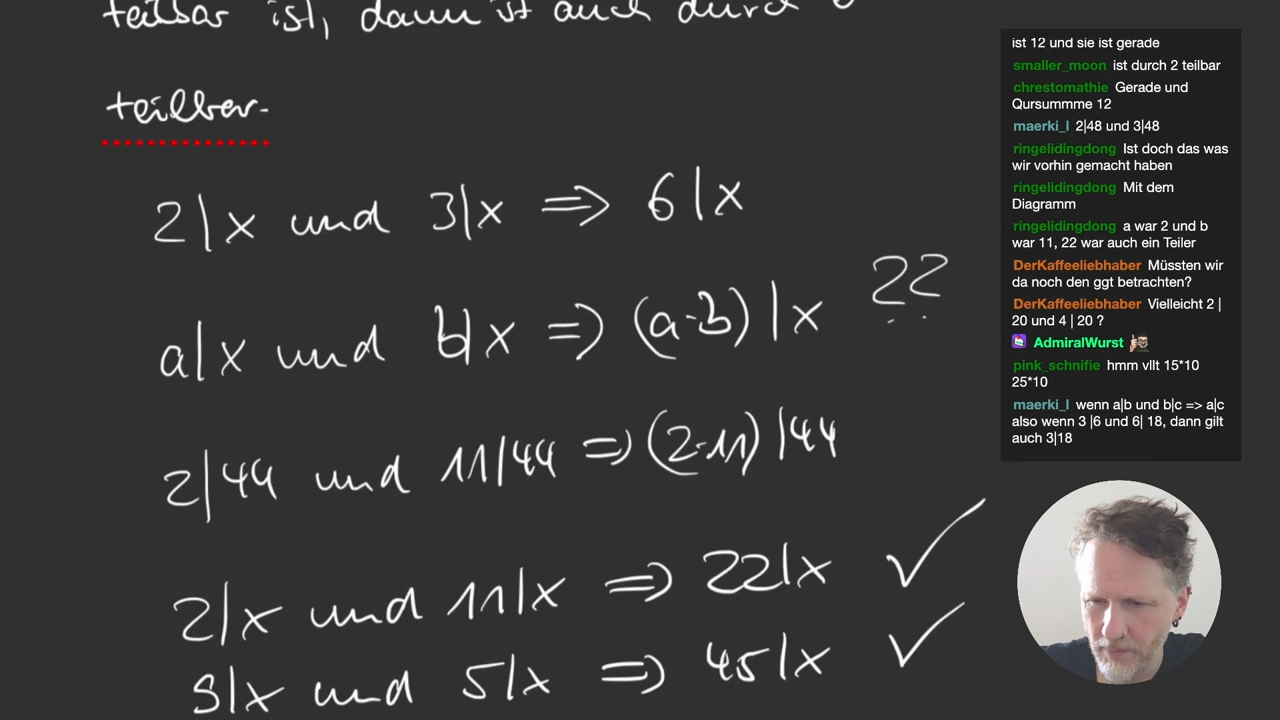 teilbar ist, dann ist auch durch
teilbar.
2|x und 3|x ⇒ 6|x
a|x und b|x ⇒ (a·b)|x ??
2|44 und 11|44 ⇒ (2·11)|44
2|x und 11|x ⇒ 22|x ✓
9|x und 5|x ⇒ 45|x ✓
ist 12 und sie ist gerade
smaller_moon ist durch 2 teilbar
chrestomathie Gerade und
Qursummme 12
maerki_l 2|48 und 3|48
ringelidingdong Ist doch das was
wir vorhin gemacht haben
ringelidingdong Mit dem
Diagramm
ringelidingdong a war 2 und b
war 11, 22 war auch ein Teiler
DerKaffeeliebhaber Müssten wir
da noch den ggt betrachten?
DerKaffeeliebhaber Vielleicht 2 |
20 und 4 | 20 ?
AdmiralWurst
pink_schnifie hmm vllt 15*10
25*10
maerki_l wenn a|b und b|c => a|c
also wenn 3 |6 und 6| 18, dann gilt
auch 3|18